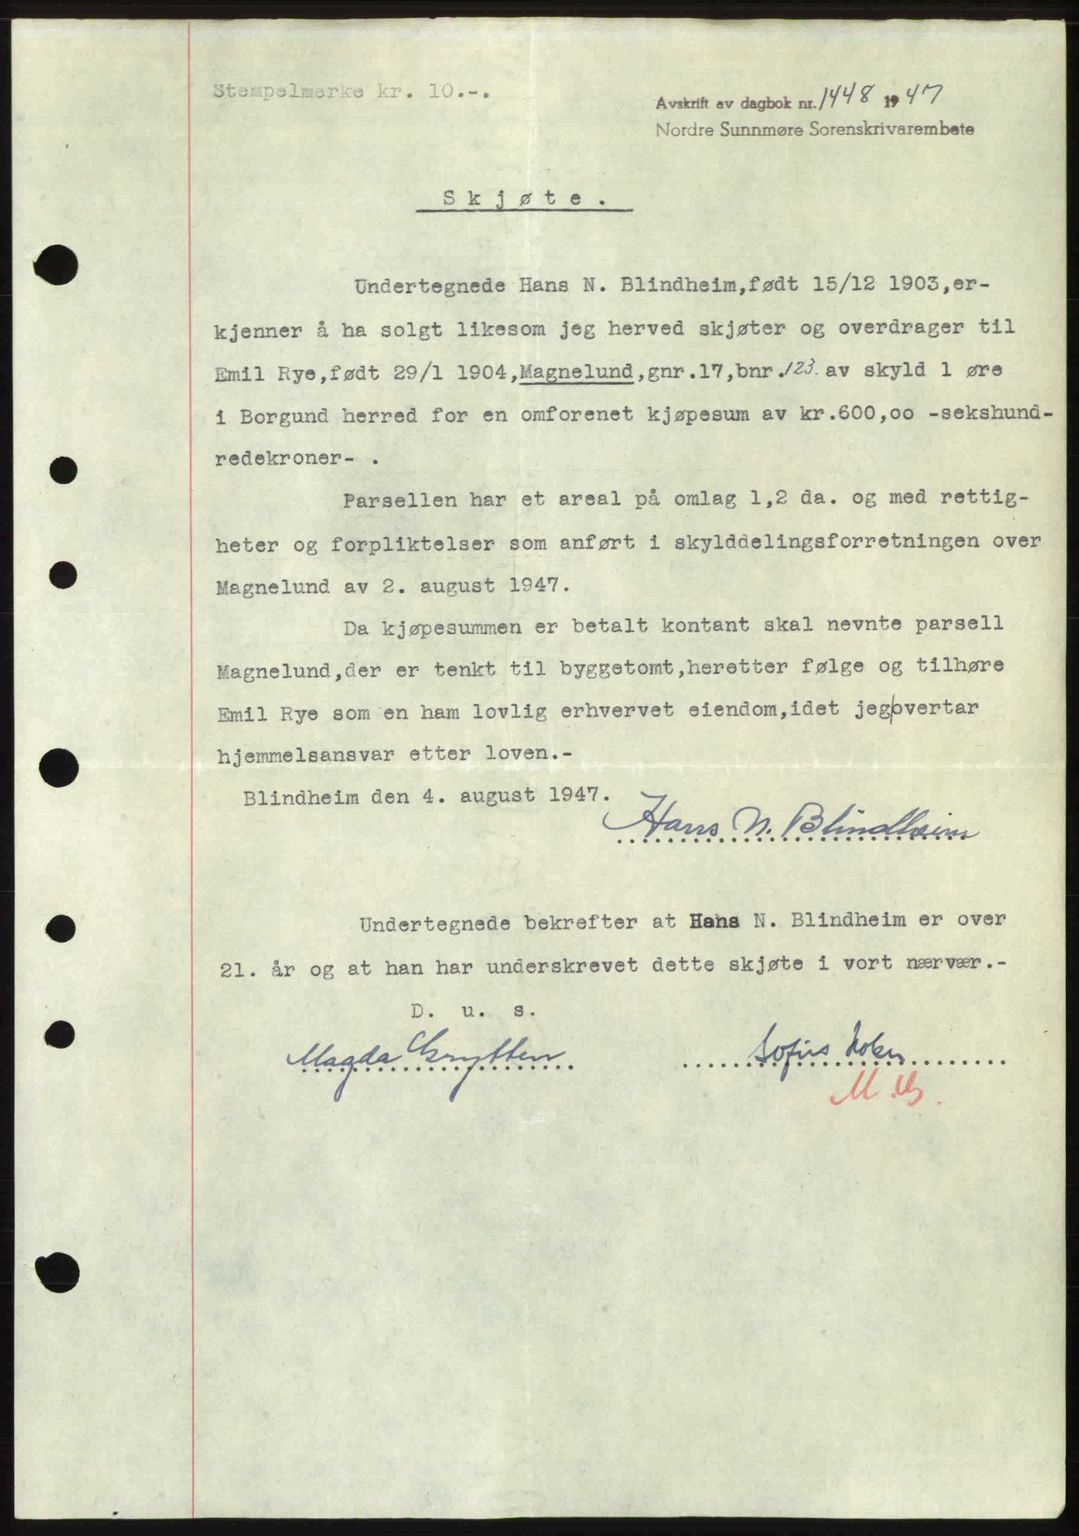 Stempelmerke kr. 10.-.
Avskrift av dagbok nr. 1448 1947
Nordre Sunnmøre Sorenskrivarembete
Skjøte.
Undertegnede Hans N. Blindheim,født 15/12 1903,er-
kjenner å ha solgt likesom jeg herved skjøter og overdrager til
Emil Rye,født 29/1 1904,Magnelund,gnr.17,bnr.123. av skyld 1 øre
i Borgund herred for en omforenet kjøpesum av kr.600,oo -sekshund-
redekroner- .
Parsellen har et areal på omlag 1,2 da. og med rettig-
heter og forpliktelser som anført i skylddelingsforretningen over
Magnelund av 2. august 1947.
Da kjøpesummen er betalt kontant skal nevnte parsell
Magnelund,der er tenkt til byggetomt,heretter følge og tilhøre
Emil Rye som en ham lovlig erhvervet eiendom,idet jeg/overtar
hjemmelsansvar etter loven.-
Blindheim den 4. august 1947.
Hans N. Blindheim
Undertegnede bekrefter at Hans N. Blindheim er over
21. år og at han har underskrevet dette skjøte i vort nærvær.-
D. u. s.
Magda Grytten
Sofus
M.G.